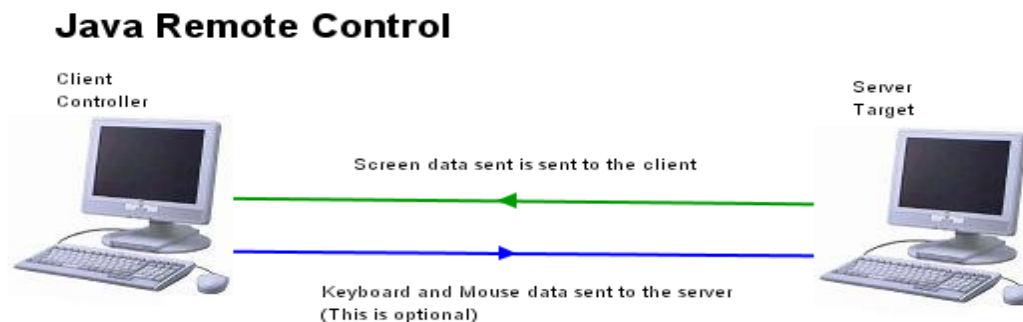 Java Remote Control
Client
Controller
Server
Target
Screen data sent is sent to the client
Keyboard and Mouse data sent to the server
(This is optional)